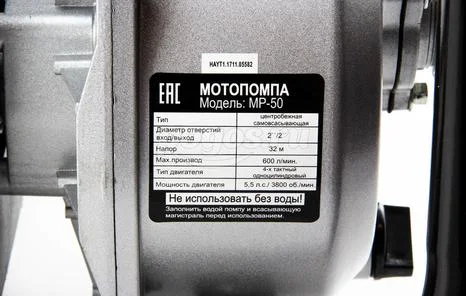 HAYT1.1711.05582
EAC
МОТОПОМПА
Модель: MP-50
Тип
центробежная
самовсасывающая
Диаметр отверстий
вход/выход
2"/2"
Напор
32 м
Мах.производ
600 л/мин.
Тип двигателя
4-х тактный
одноцилиндровый
Мощность двигателя
5,5 л.с./ 3800 об/мин.
Не использовать без воды!
Заполнить водой помпу и всасывающую
магистраль перед использованием.